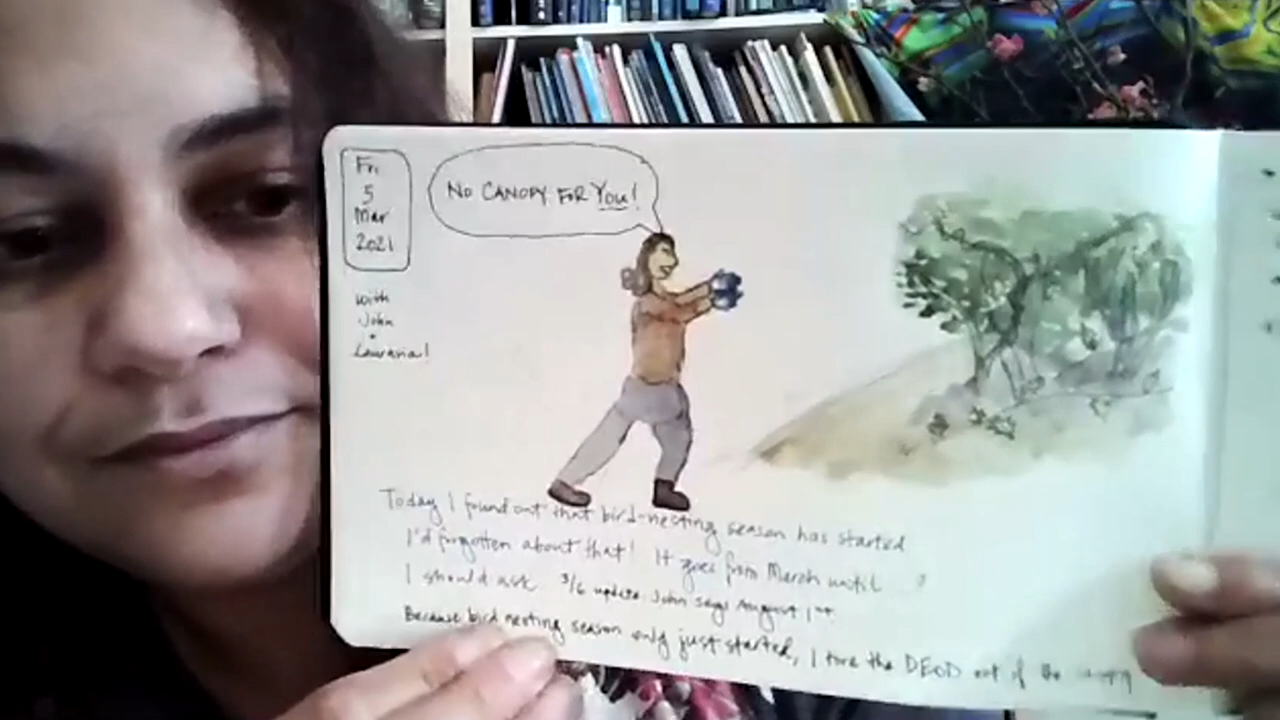 Fri
5
Mar
2021
with
John
+
Laurasia!
NO CANOPY FOR YOU!
Today I found out that bird-nesting season has started
I'd forgotten about that! It goes from March until ?
I should ask 3/6 update: John says August 1st
Because bird nesting season only just started, I tore the DEOD out of the